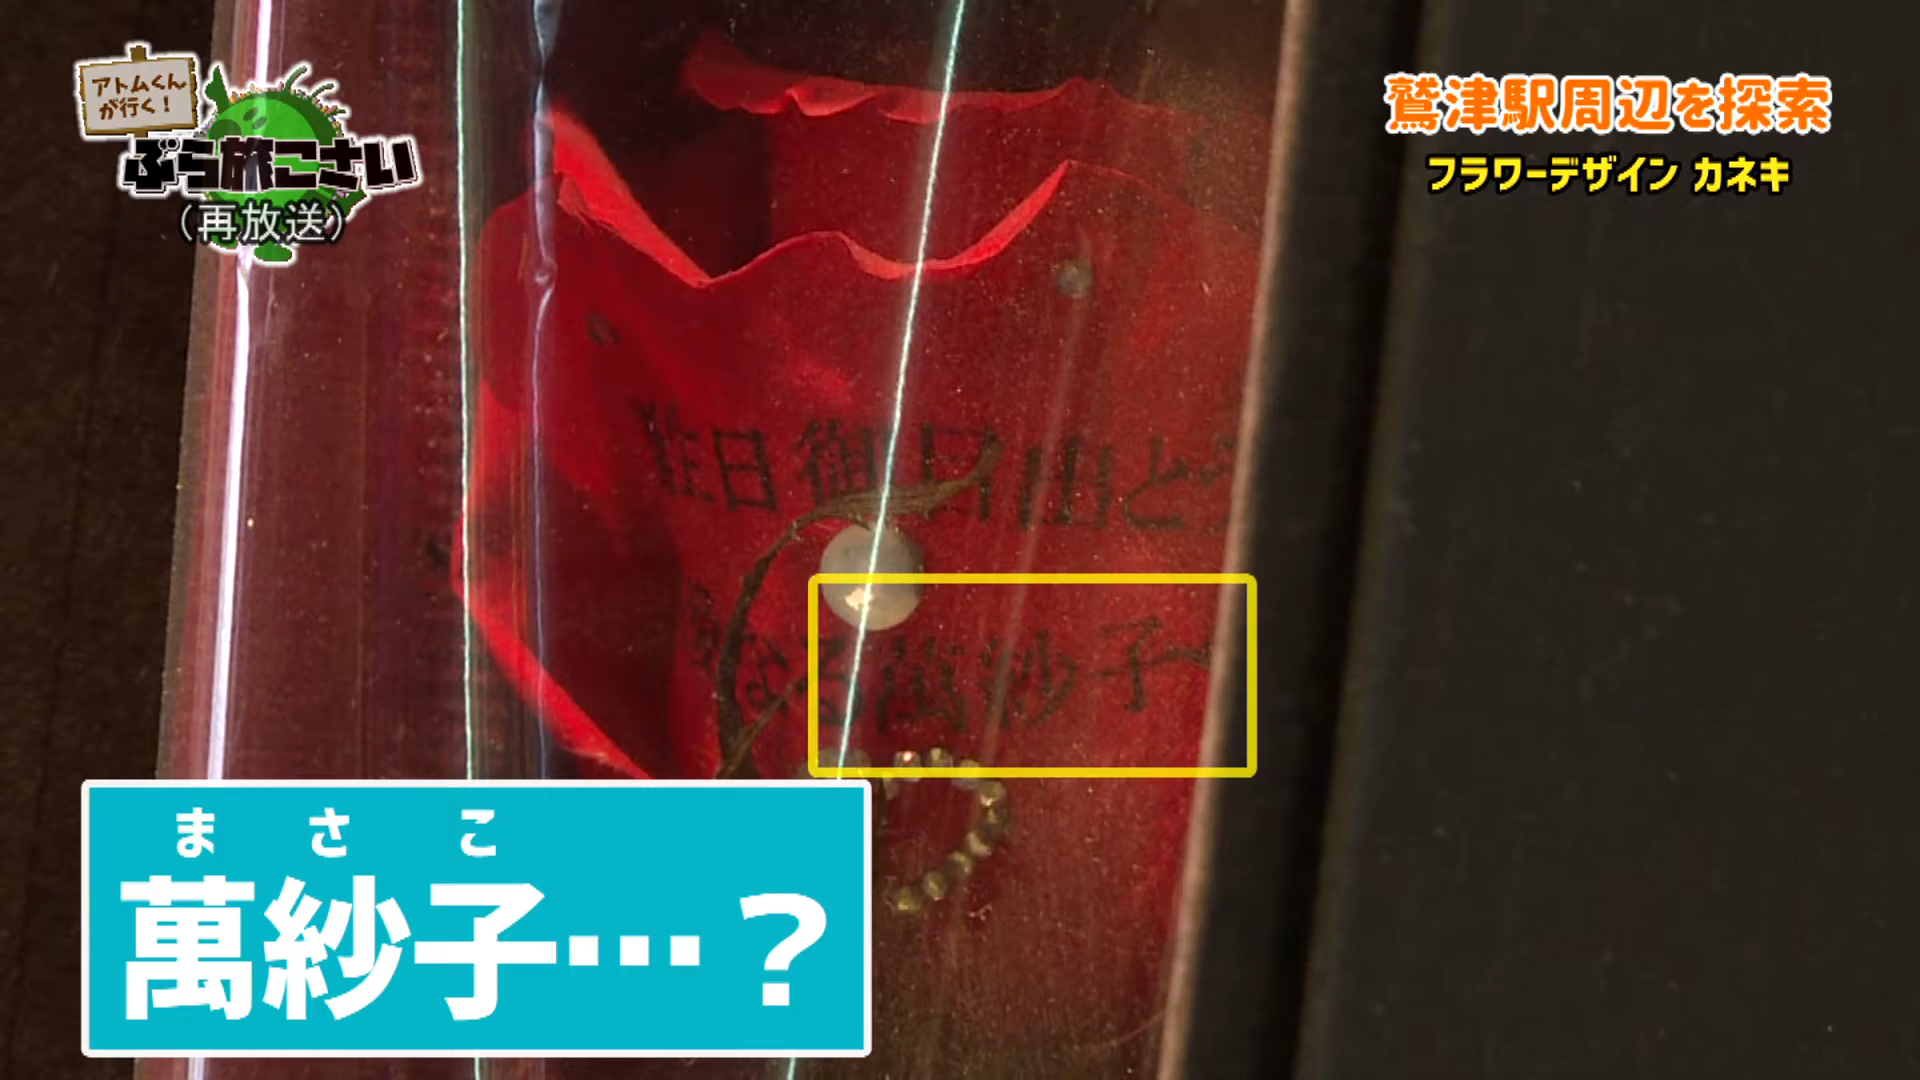 アトムくん
が行く!
ぶら旅こさい
(再放送)
鷲津駅周辺を探索
フラワーデザイン カネキ
日 御 出と
なる萬紗子
まさこ
萬紗子…?